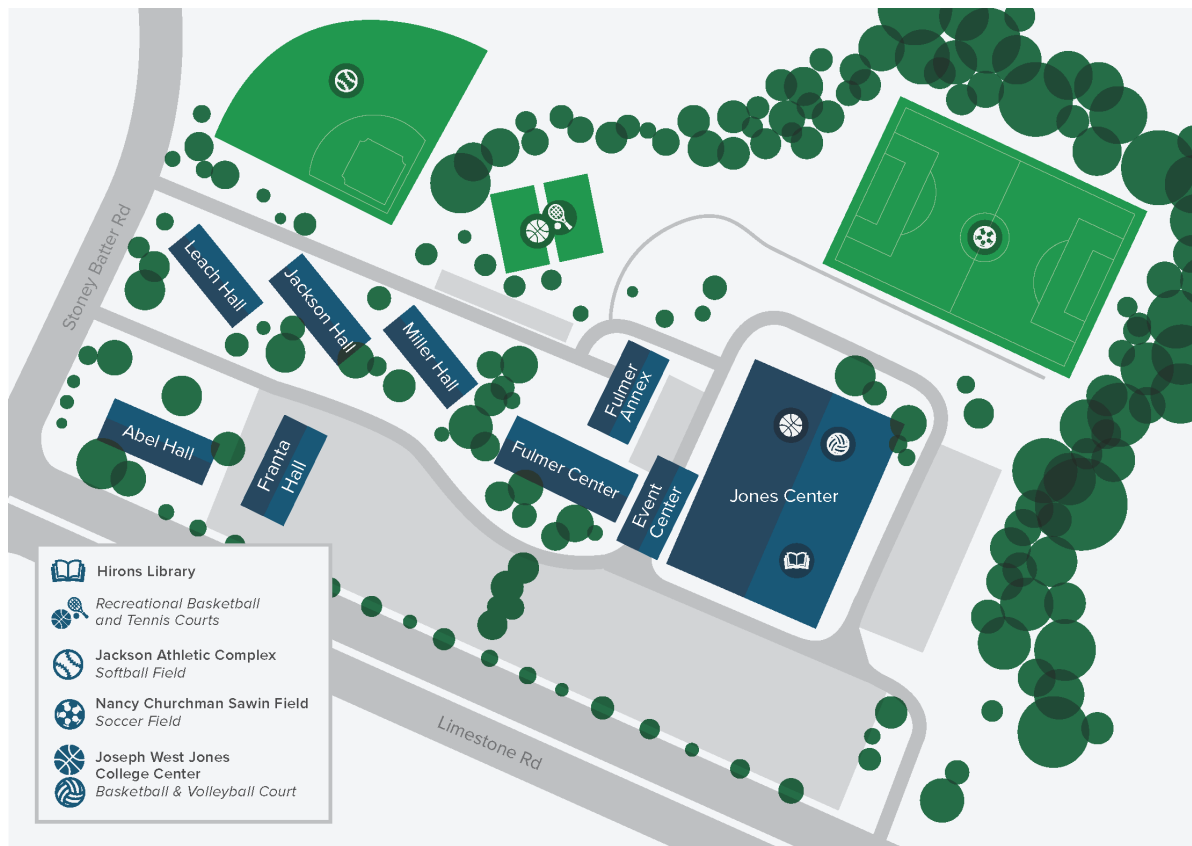 Stoney Batter Rd
Leach Hall
Jackson Hall
Miller Hall
Fulmer
Annex
Abel Hall
Franta
Hall
Fulmer Center
Event
Center
Jones Center
Limestone Rd
Hirons Library
Recreational Basketball
and Tennis Courts
Jackson Athletic Complex
Softball Field
Nancy Churchman Sawin Field
Soccer Field
Joseph West Jones
College Center
Basketball & Volleyball Court